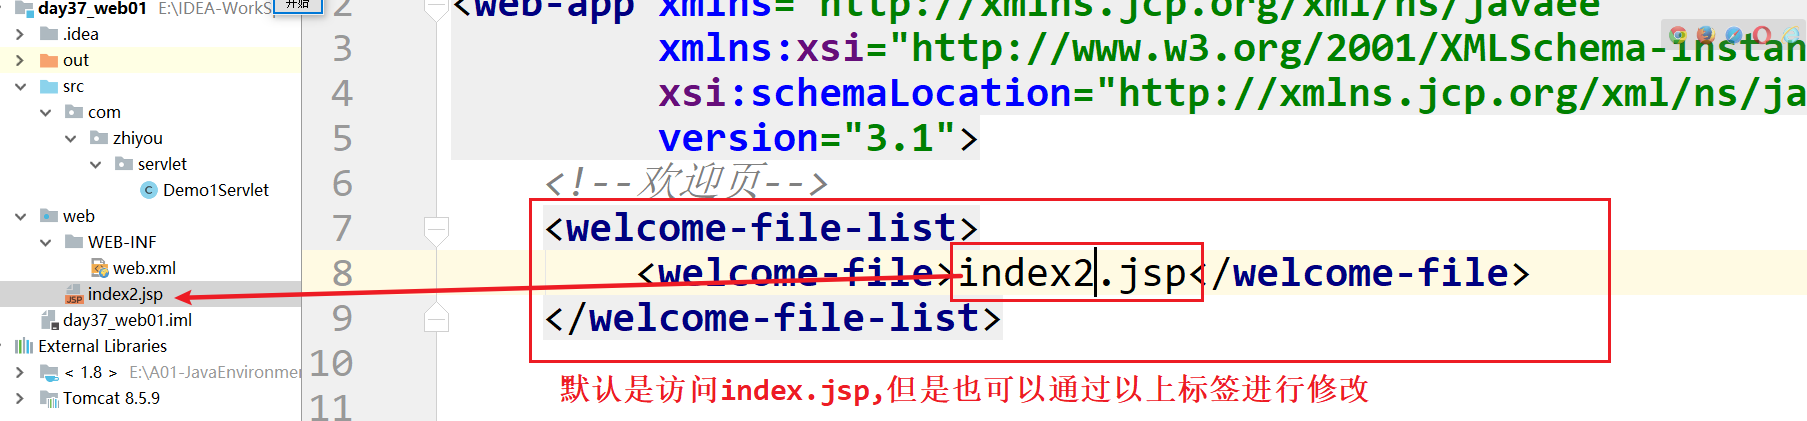 day37_web01 E:\IDEA-WorkSp
开始
.idea
out
src
com
zhiyou
servlet
Demo1Servlet
web
WEB-INF
web.xml
index2.jsp
day37_web01.iml
External Libraries
< 1.8 > E:\A01-JavaEnvironmen
Tomcat 8.5.9
2 <web-app xmlns="http://xmlns.jcp.org/xml/ns/javaee"
3 xmlns:xsi="http://www.w3.org/2001/XMLSchema-instan
4 xsi:schemaLocation="http://xmlns.jcp.org/xml/ns/ja
5 version="3.1">
6 <!--欢迎页-->
7 <welcome-file-list>
8 <welcome-file>index2.jsp</welcome-file>
9 </welcome-file-list>
10
默认是访问index.jsp,但是也可以通过以上标签进行修改
11